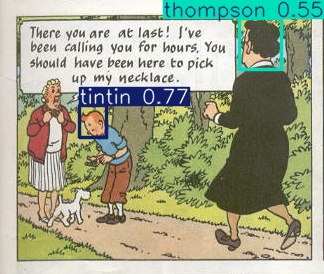 thompson 0.55
There you are at last! I've
been calling you for hours. You
should have been here to pick
up my necklace.
tintin 0.77